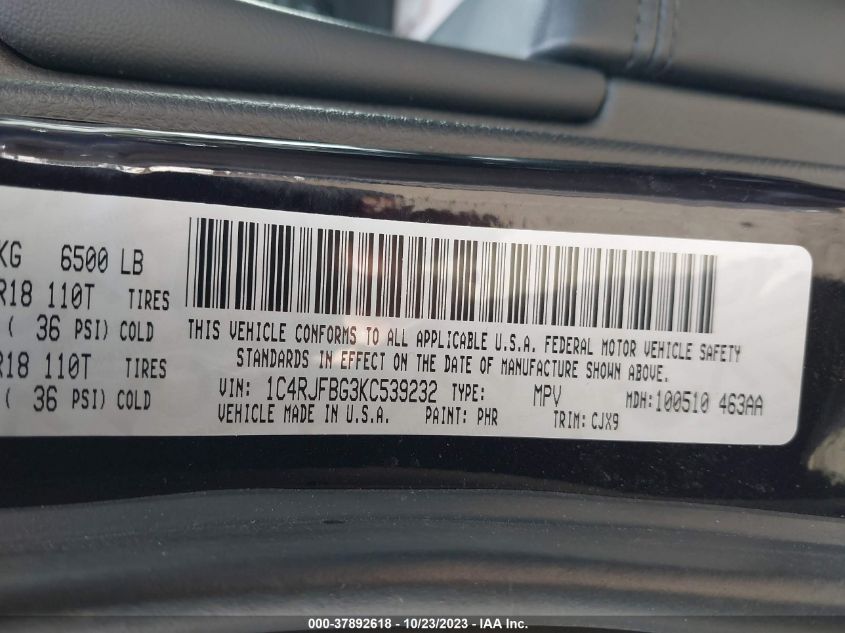 KG 6500 LB
R18 110T TIRES
( 36 PSI) COLD
R18 110T TIRES
( 36 PSI) COLD
THIS VEHICLE CONFORMS TO ALL APPLICABLE U.S.A. FEDERAL MOTOR VEHICLE SAFETY
STANDARDS IN EFFECT ON THE DATE OF MANUFACTURE SHOWN ABOVE.
VIN: 1C4RJFBG3KC539232 TYPE: MPV MDH:100510 463AA
VEHICLE MADE IN U.S.A. PAINT: PHR TRIM: CJX9
000-37892618 - 10/23/2023 - IAA Inc.